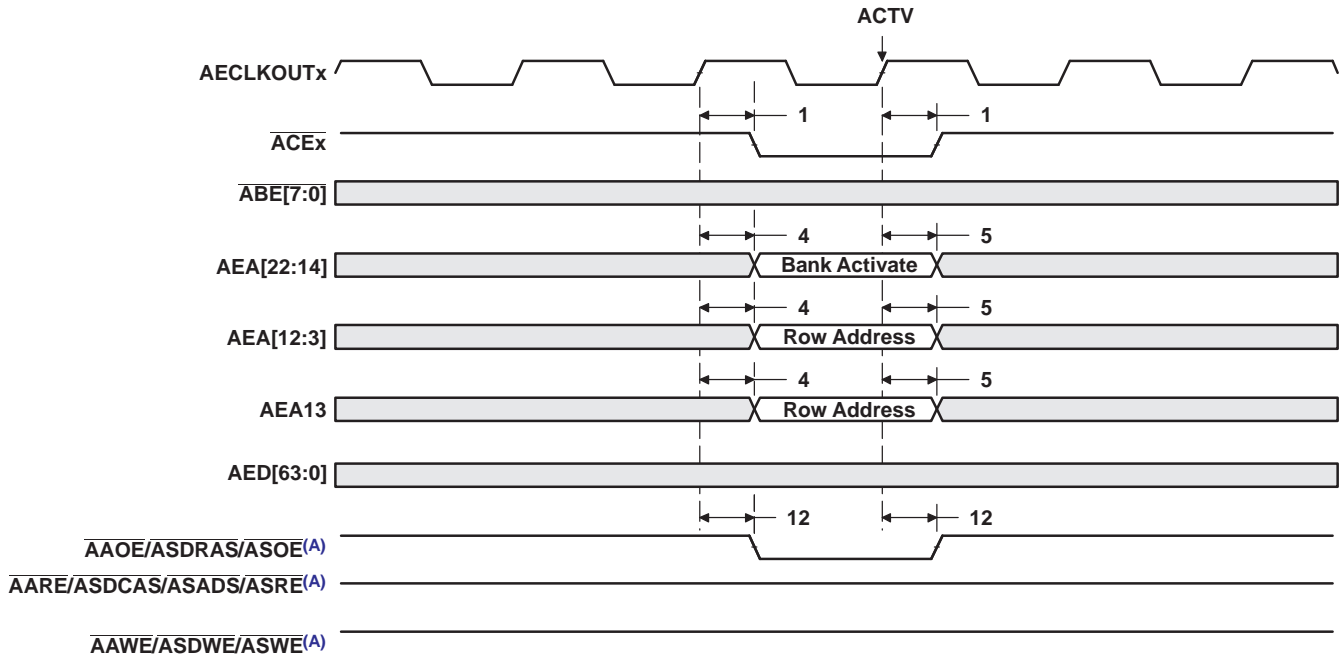 ACTV
AECLKOUTx
1 1
ACEx
ABE[7:0]
4 5
AEA[22:14] Bank Activate
4 5
AEA[12:3] Row Address
4 5
AEA13 Row Address
AED[63:0]
12 12
AAOE/ASDRAS/ASOE(A)
AARE/ASDCAS/ASADS/ASRE(A)
AAWE/ASDWE/ASWE(A)